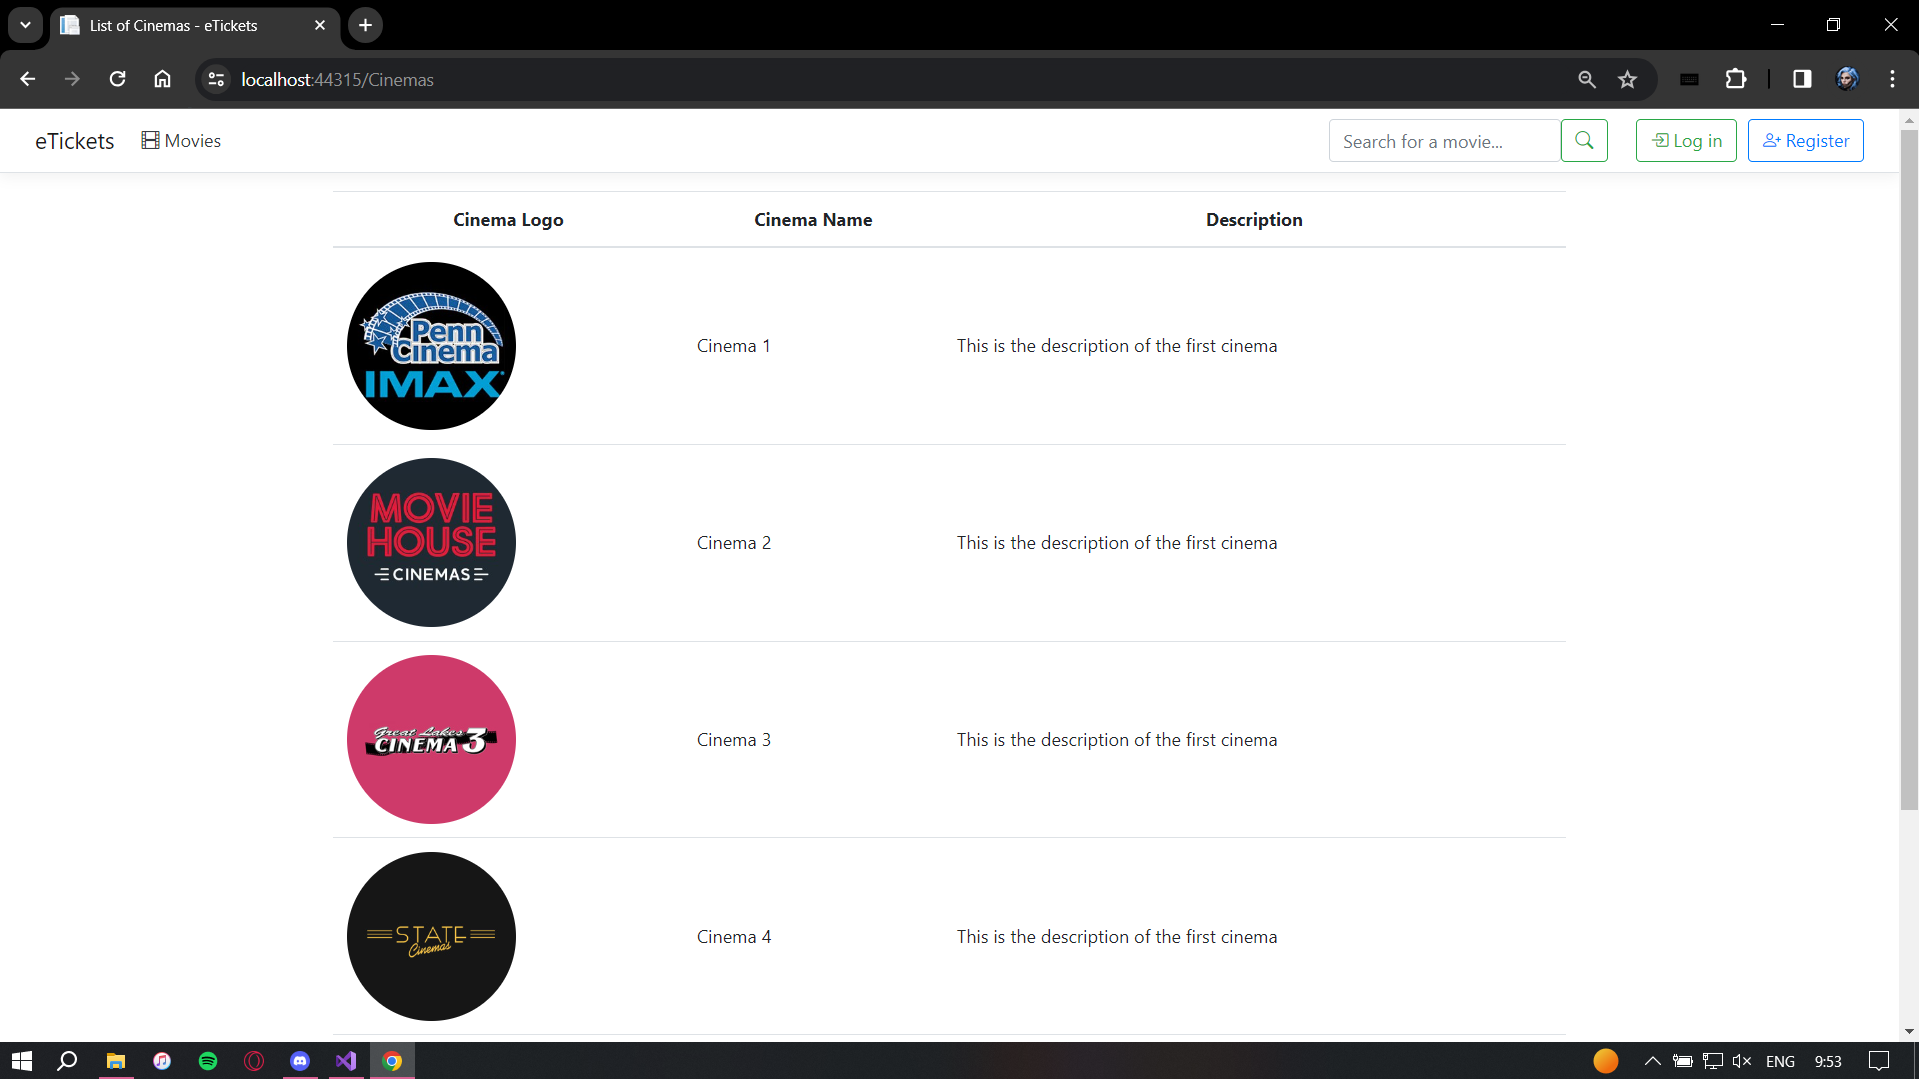 List of Cinemas - eTickets
localhost:44315/Cinemas
eTickets
Movies
Search for a movie...
Log in
Register
Cinema Logo
Cinema Name
Description
Penn
Cinema
IMAX
Cinema 1
This is the description of the first cinema
MOVIE
HOUSE
CINEMAS
Cinema 2
This is the description of the first cinema
Great Lakes
CINEMA 3
Cinema 3
This is the description of the first cinema
STATE
Cinemas
Cinema 4
This is the description of the first cinema
ENG
9:53